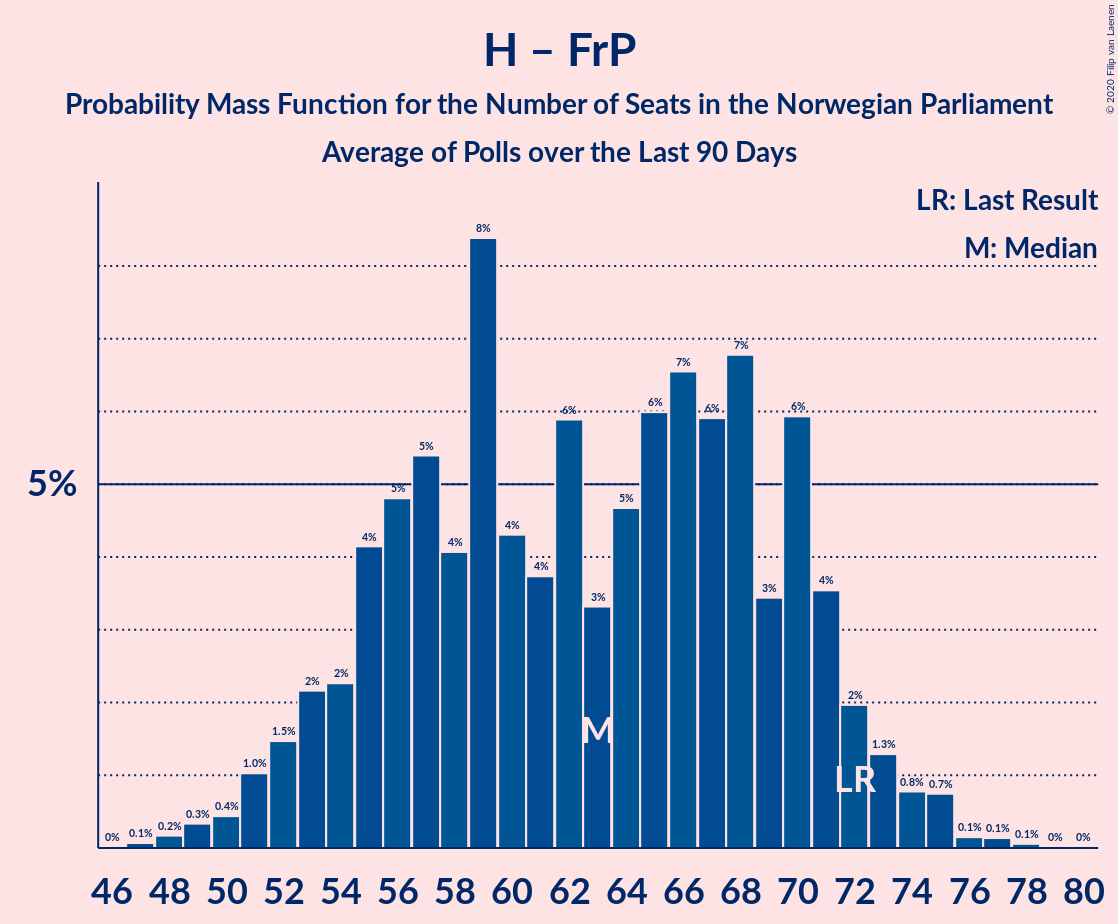 H – FrP
Probability Mass Function for the Number of Seats in the Norwegian Parliament
Average of Polls over the Last 90 Days
© 2020 Filip van Laenen
LR: Last Result
M: Median
5%
0% 0.1% 0.2% 0.3% 0.4% 1.0% 1.5% 2% 2% 4% 5% 5% 4% 8% 4% 4% 6% 3% 5% 6% 7% 6% 7% 3% 6% 4% 2% 1.3% 0.8% 0.7% 0.1% 0.1% 0.1% 0% 0%
M
LR
46 48 50 52 54 56 58 60 62 64 66 68 70 72 74 76 78 80